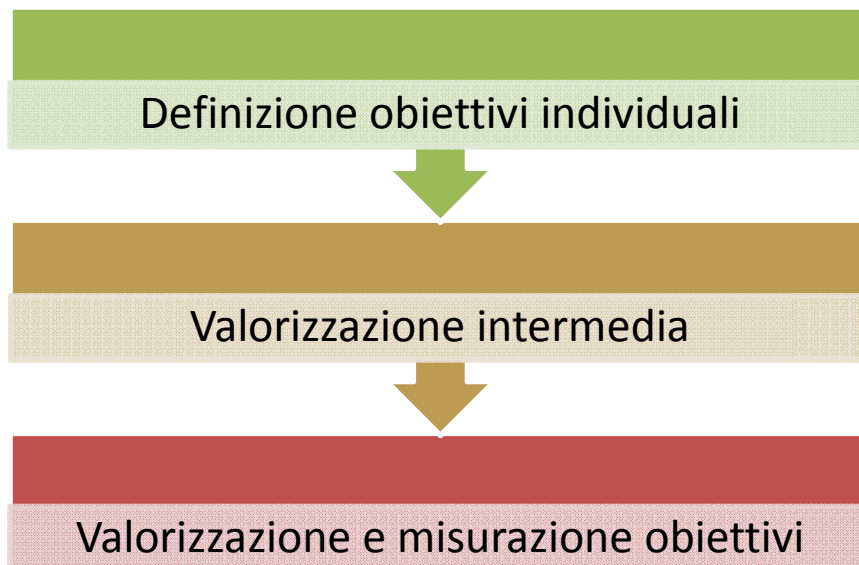 Definizione obiettivi individuali
Valorizzazione intermedia
Valorizzazione e misurazione obiettivi